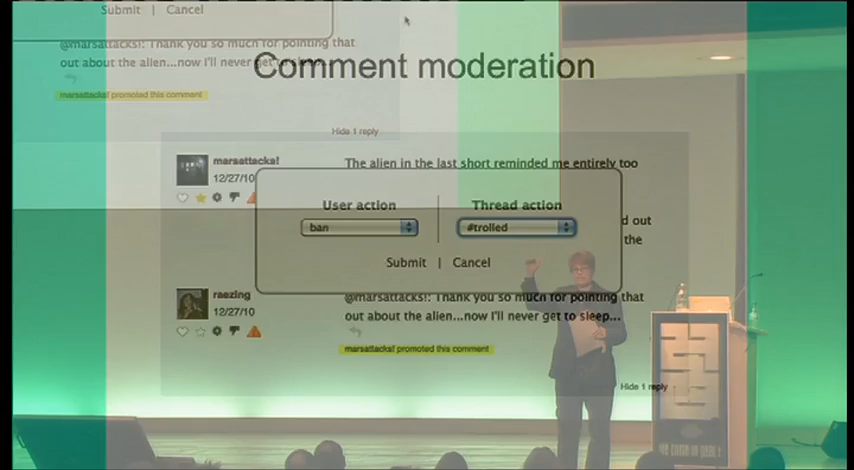 Submit | Cancel
@marsattacks!: Thank you so much for pointing that
out about the alien...now I'll never get to sleep...
marsattacks! promoted this comment
Comment moderation
Hide 1 reply
marsattacks!
12/27/10
The alien in the last short reminded me entirely too
User action
Thread action
ban
#trolled
d out
the
Submit | Cancel
raezing
12/27/10
@marsattacks!: Thank you so much for pointing that
out about the alien...now I'll never get to sleep...
marsattacks! promoted this comment
Hide 1 reply